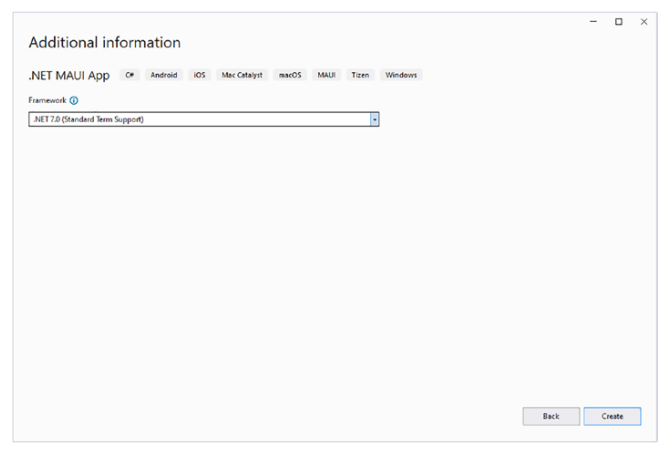 Additional information
.NET MAUI App C# Android iOS Mac Catalyst macOS MAUI Tizen Windows
Framework
.NET 7.0 (Standard Term Support)
Back Create